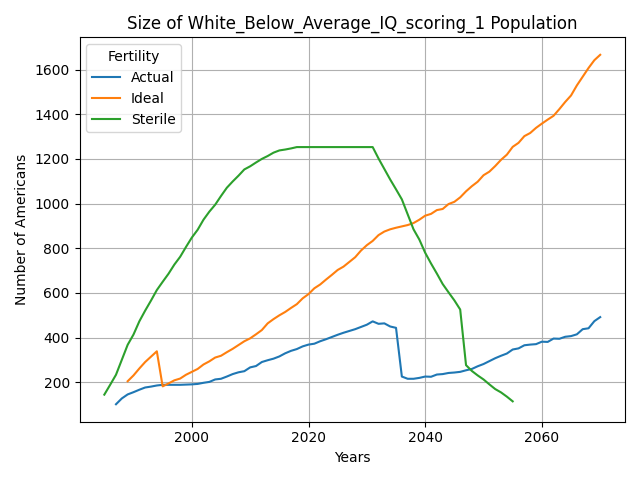 Size of White_Below_Average_IQ_scoring_1 Population
Fertility
Actual
Ideal
Sterile
Number of Americans
1600
1400
1200
1000
800
600
400
200
2000
2020
2040
2060
Years